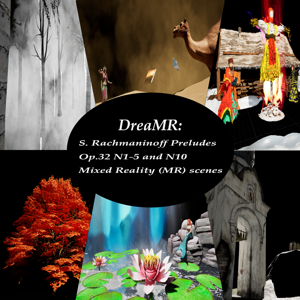 DreaMR:
S. Rachmaninoff Preludes
Op.32 N1-5 and N10
Mixed Reality (MR) scenes